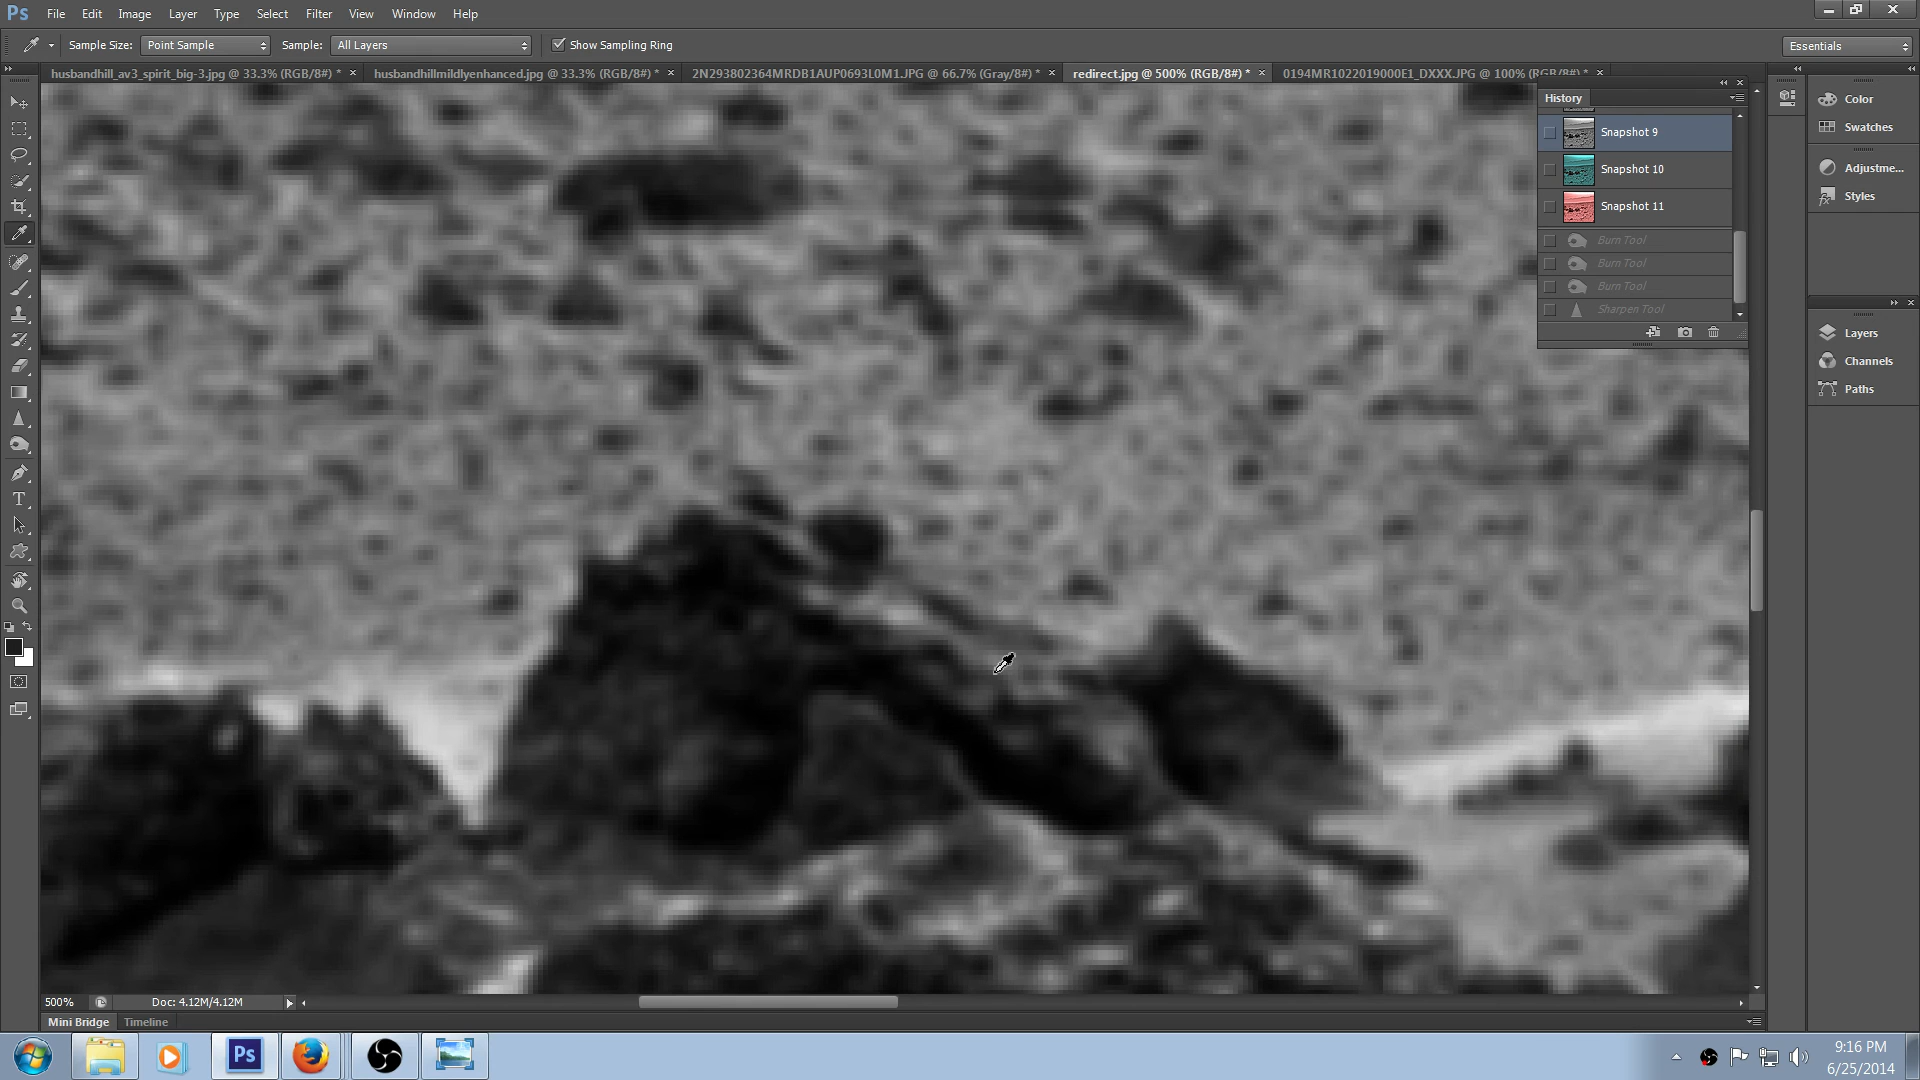 Ps File Edit Image Layer Type Select Filter View Window Help
Sample Size: Point Sample Sample: All Layers Show Sampling Ring Essentials
husbandhill_av3_spirit_big-3.jpg @ 33.3% (RGB/8#) * × husbandhillmildlyenhanced.jpg @ 33.3% (RGB/8#) * × 2N293802364MRDB1AUP0693L0M1.JPG @ 66.7% (Gray/8#) * × redirect.jpg @ 500% (RGB/8#) * × 0194MR1022019000E1_DXXX.JPG @ 100% (RGB/8#) * ×
History
Snapshot 9
Snapshot 10
Snapshot 11
Burn Tool
Burn Tool
Burn Tool
Sharpen Tool
Color
Swatches
Adjustme...
Styles
Layers
Channels
Paths
500% Doc: 4.12M/4.12M
Mini Bridge Timeline
Ps
9:16 PM
6/25/2014